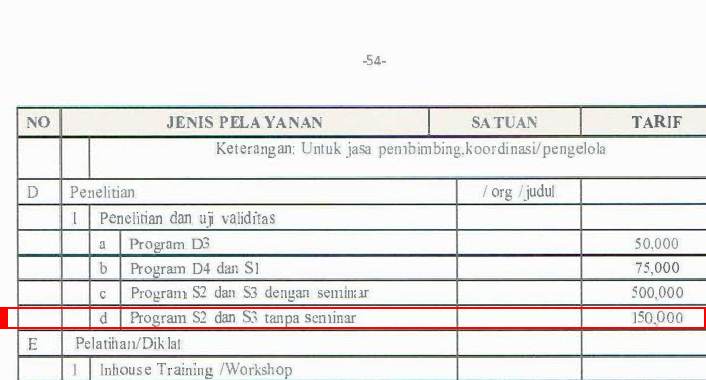 -54-
NO JENIS PELAYANAN SATUAN TARIF
Keterangan: Untuk jasa pembimbing,koordinasi/pengelola
D Penelitian / org / judul
1 Penelitian dan uji validitas
a Program D3 50,000
b Program D4 dan S1 75,000
c Program S2 dan S3 dengan seminar 500,000
d Program S2 dan S3 tanpa seminar 150,000
E Pelatihan/Diklat
1 Inhouse Training /Workshop